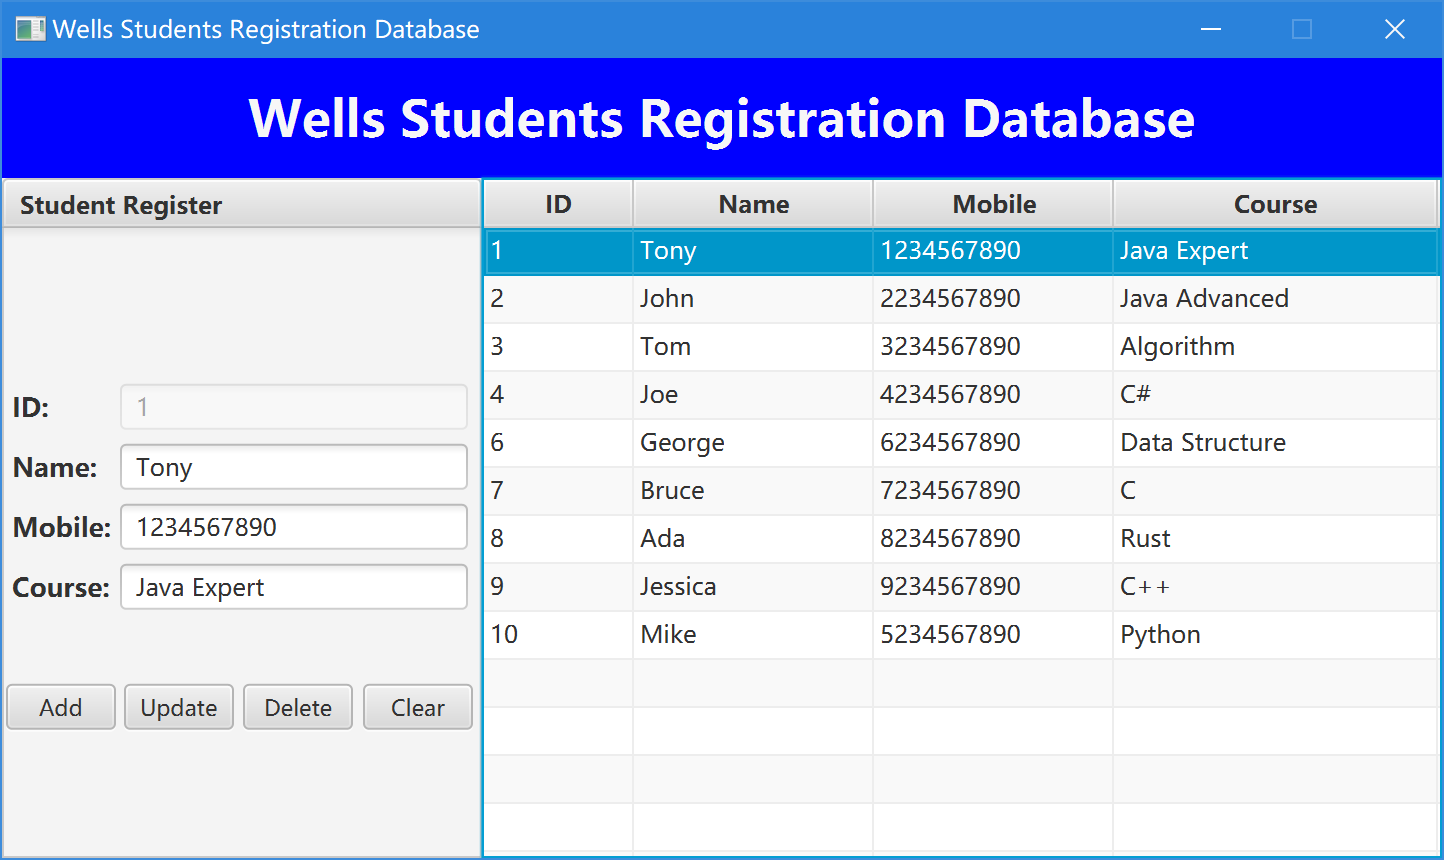 Wells Students Registration Database
Wells Students Registration Database
Student Register
ID: 1
Name: Tony
Mobile: 1234567890
Course: Java Expert
Add Update Delete Clear
ID Name Mobile Course
1 Tony 1234567890 Java Expert
2 John 2234567890 Java Advanced
3 Tom 3234567890 Algorithm
4 Joe 4234567890 C#
6 George 6234567890 Data Structure
7 Bruce 7234567890 C
8 Ada 8234567890 Rust
9 Jessica 9234567890 C++
10 Mike 5234567890 Python